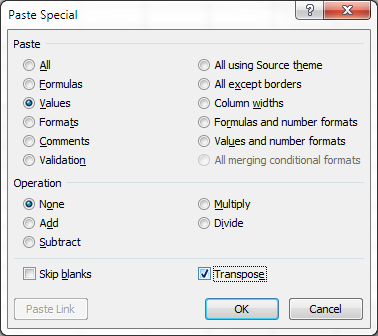 Paste Special
Paste
All
All using Source theme
Formulas
All except borders
Values
Column widths
Formats
Formulas and number formats
Comments
Values and number formats
Validation
All merging conditional formats
Operation
None
Multiply
Add
Divide
Subtract
Skip blanks
Transpose
Paste Link
OK
Cancel